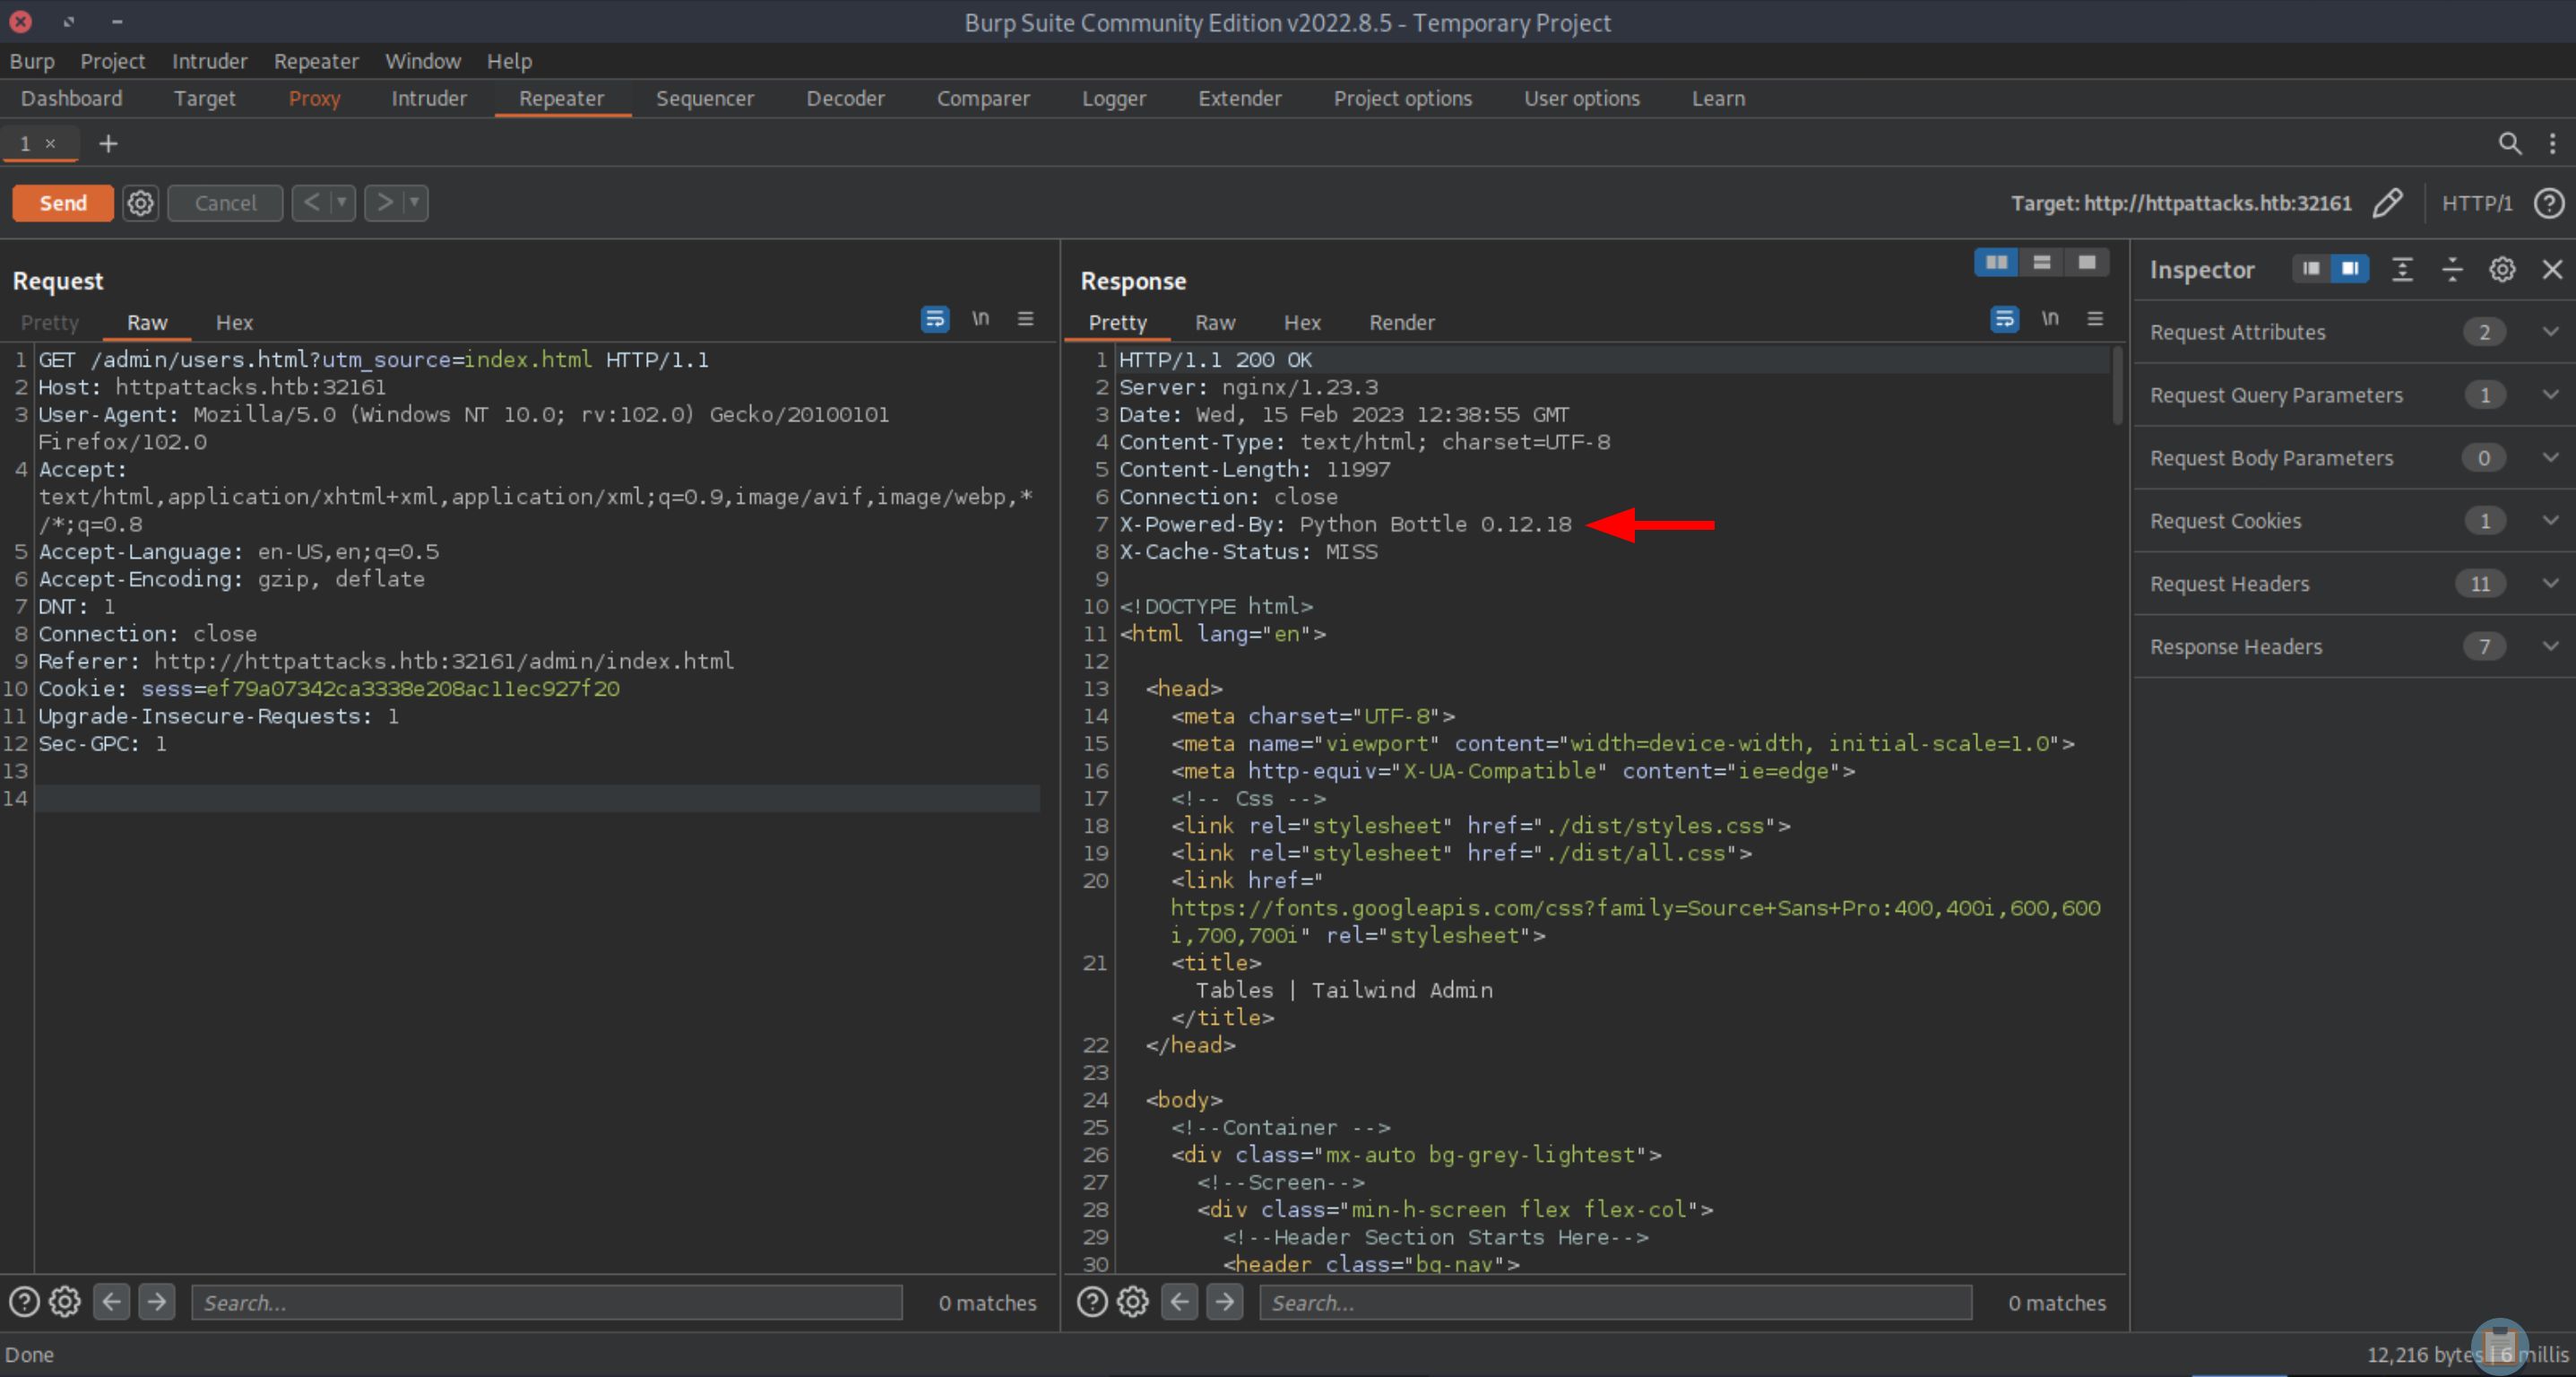 Burp Suite Community Edition v2022.8.5 - Temporary Project
Burp Project Intruder Repeater Window Help
Dashboard Target Proxy Intruder Repeater Sequencer Decoder Comparer Logger Extender Project options User options Learn
1 × +
Send Cancel < >
Target: http://httpattacks.htb:32161 HTTP/1
Request
Pretty Raw Hex \n
1 GET /admin/users.html?utm_source=index.html HTTP/1.1
2 Host: httpattacks.htb:32161
3 User-Agent: Mozilla/5.0 (Windows NT 10.0; rv:102.0) Gecko/20100101
Firefox/102.0
4 Accept:
text/html,application/xhtml+xml,application/xml;q=0.9,image/avif,image/webp,*
/*;q=0.8
5 Accept-Language: en-US,en;q=0.5
6 Accept-Encoding: gzip, deflate
7 DNT: 1
8 Connection: close
9 Referer: http://httpattacks.htb:32161/admin/index.html
10 Cookie: sess=ef79a07342ca3338e208ac11ec927f20
11 Upgrade-Insecure-Requests: 1
12 Sec-GPC: 1
13
14
Search... 0 matches
Response
Pretty Raw Hex Render \n
1 HTTP/1.1 200 OK
2 Server: nginx/1.23.3
3 Date: Wed, 15 Feb 2023 12:38:55 GMT
4 Content-Type: text/html; charset=UTF-8
5 Content-Length: 11997
6 Connection: close
7 X-Powered-By: Python Bottle 0.12.18
8 X-Cache-Status: MISS
9
10 <!DOCTYPE html>
11 <html lang="en">
12
13 <head>
14 <meta charset="UTF-8">
15 <meta name="viewport" content="width=device-width, initial-scale=1.0">
16 <meta http-equiv="X-UA-Compatible" content="ie=edge">
17 <!-- Css -->
18 <link rel="stylesheet" href="./dist/styles.css">
19 <link rel="stylesheet" href="./dist/all.css">
20 <link href="
https://fonts.googleapis.com/css?family=Source+Sans+Pro:400,400i,600,600
i,700,700i" rel="stylesheet">
21 <title>
Tables | Tailwind Admin
</title>
22 </head>
23
24 <body>
25 <!--Container -->
26 <div class="mx-auto bg-grey-lightest">
27 <!--Screen-->
28 <div class="min-h-screen flex flex-col">
29 <!--Header Section Starts Here-->
30 <header class="bg-nav">
Search... 0 matches
Inspector
Request Attributes 2
Request Query Parameters 1
Request Body Parameters 0
Request Cookies 1
Request Headers 11
Response Headers 7
Done
12,216 bytes | 6 millis